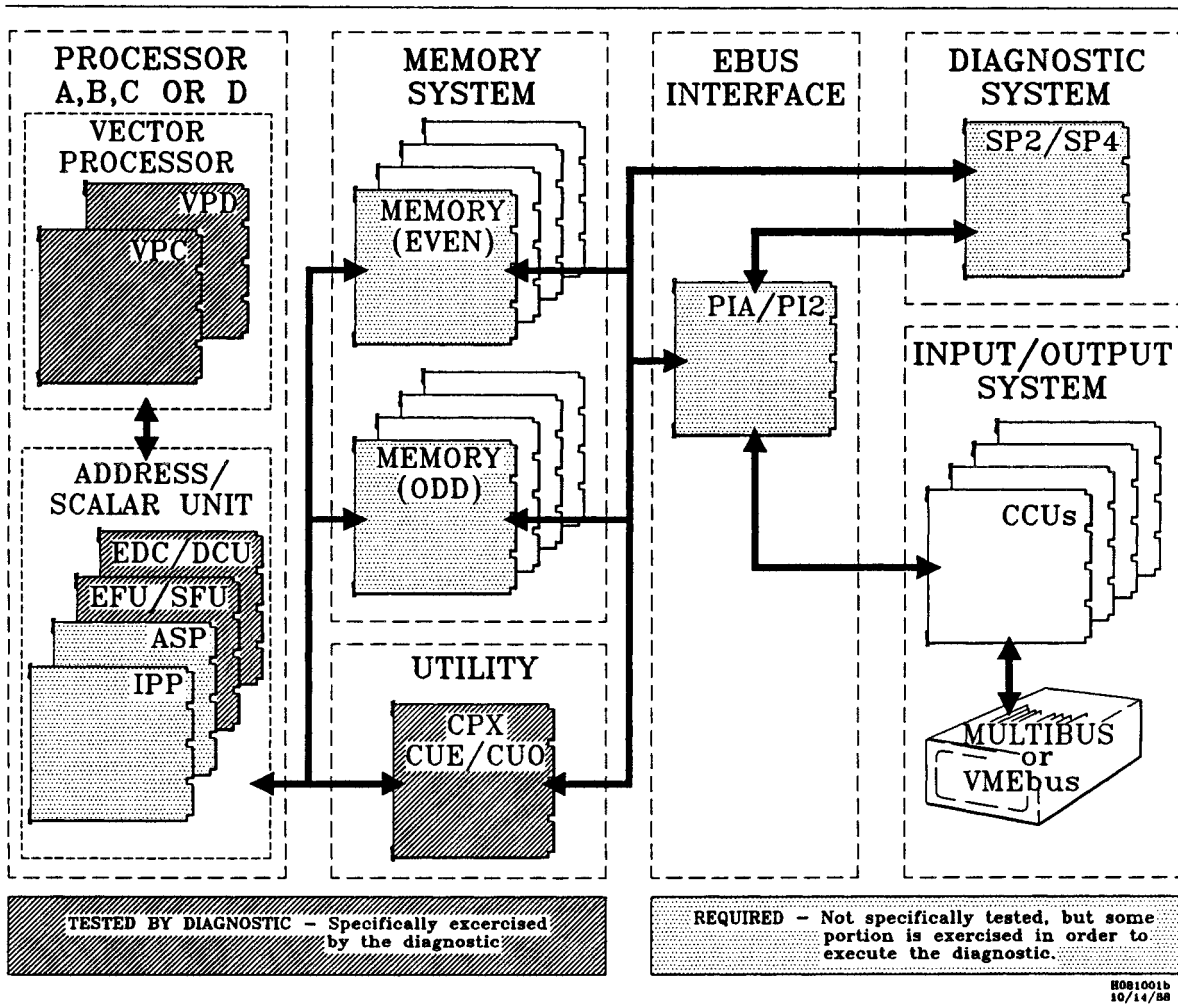 PROCESSOR
A,B,C OR D
VECTOR
PROCESSOR
VPD
VPC
ADDRESS/
SCALAR UNIT
EDC/DCU
EFU/SFU
ASP
IPP
MEMORY
SYSTEM
MEMORY
(EVEN)
MEMORY
(ODD)
UTILITY
CPX
CUE/CUO
EBUS
INTERFACE
PIA/PI2
DIAGNOSTIC
SYSTEM
SP2/SP4
INPUT/OUTPUT
SYSTEM
CCUs
MULTIBUS
or
VMEbus
TESTED BY DIAGNOSTIC – Specifically excercised
by the diagnostic
REQUIRED – Not specifically tested, but some
portion is exercised in order to
execute the diagnostic.
H081001b
10/14/88